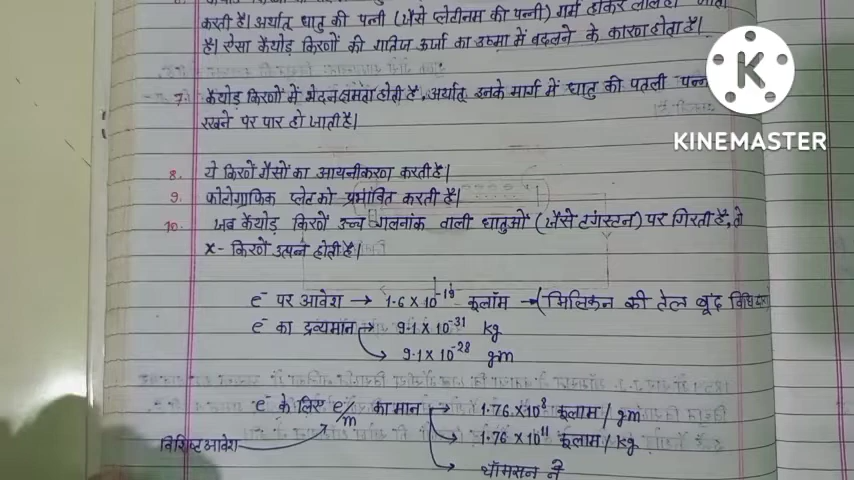 करती है। अर्थात् धातु की पन्नी (जैसे प्लेटीनम की पन्नी) गर्म होकर लाल हो जाती
है। ऐसा कैथोड़ किरणों की गतिज ऊर्जा का उष्मा में बदलने के कारण होता है।
7. कैथोड़ किरणों में भेदन क्षमता होती है, अर्थात् इनके मार्ग में धातु की पतली पन्न
रखने पर पार हो जाती है।
KINEMASTER
8. ये किरणें गैसों का आयनीकरण करती है।
9. फोटोग्राफिक प्लेट को प्रभावित करती है।
10. जब कैथोड़ किरणें उच्च गलनांक वाली धातुओं (जैसे टंगस्टन) पर गिरती है, तो
X- किरणें उत्पन्न होती है।
e⁻ पर आवेश → 1.6 × 10⁻¹⁹ कूलॉम → (मिलिकन की तेल बूंद विधि द्वारा
e⁻ का द्रव्यमान → 9.1 × 10⁻³¹ kg
→ 9.1 × 10⁻²⁸ gm
e⁻ के लिए e/m का मान → 1.76 × 10⁸ कूलाम / gm
विशिष्ट आवेश → 1.76 × 10¹¹ कूलाम / kg
→ थॉमसन ने